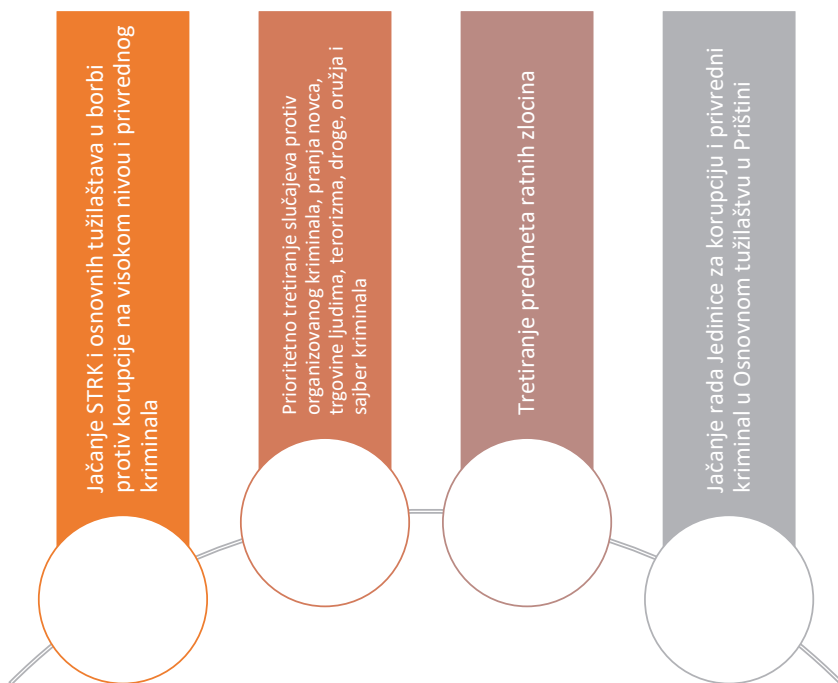 Jačanje STRK i osnovnih tužilaštava u borbi
protiv korupcije na visokom nivou i privrednog
kriminala
Prioritetno tretiranje slučajeva protiv
organizovanog kriminala, pranja novca,
trgovine ljudima, terorizma, droge, oružja i
sajber kriminala
Tretiranje predmeta ratnih zločina
Jačanje rada Jedinice za korupciju i privredni
kriminal u Osnovnom tužilaštvu u Prištini